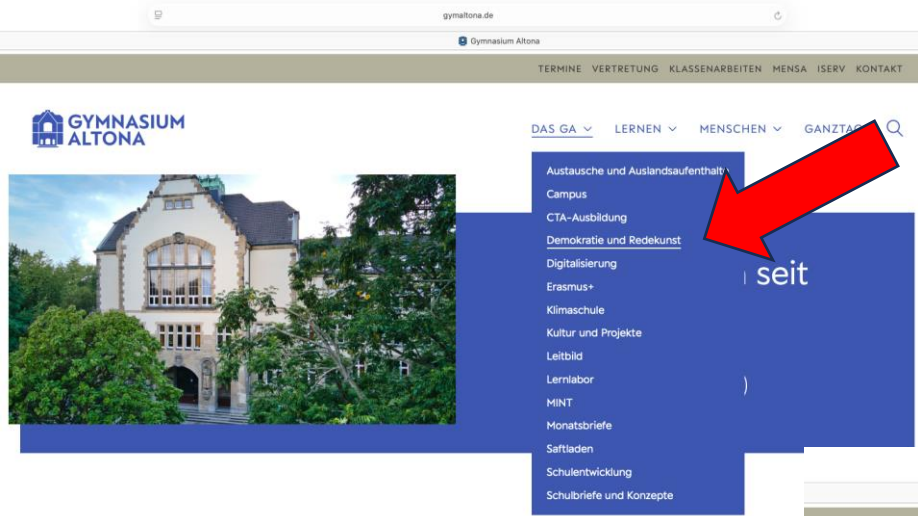 gymaltona.de
Gymnasium Altona
TERMINE VERTRETUNG KLASSENARBEITEN MENSA ISERV KONTAKT
GYMNASIUM
ALTONA
DAS GA LERNEN MENSCHEN
Austausche und Auslandsaufenthalte
Campus
CTA-Ausbildung
Demokratie und Redekunst
Digitalisierung
seit
Erasmus+
Klimaschule
Kultur und Projekte
Leitbild
Lernlabor
)
MINT
Monatsbriefe
Saftladen
Schulentwicklung
Schulbriefe und Konzepte